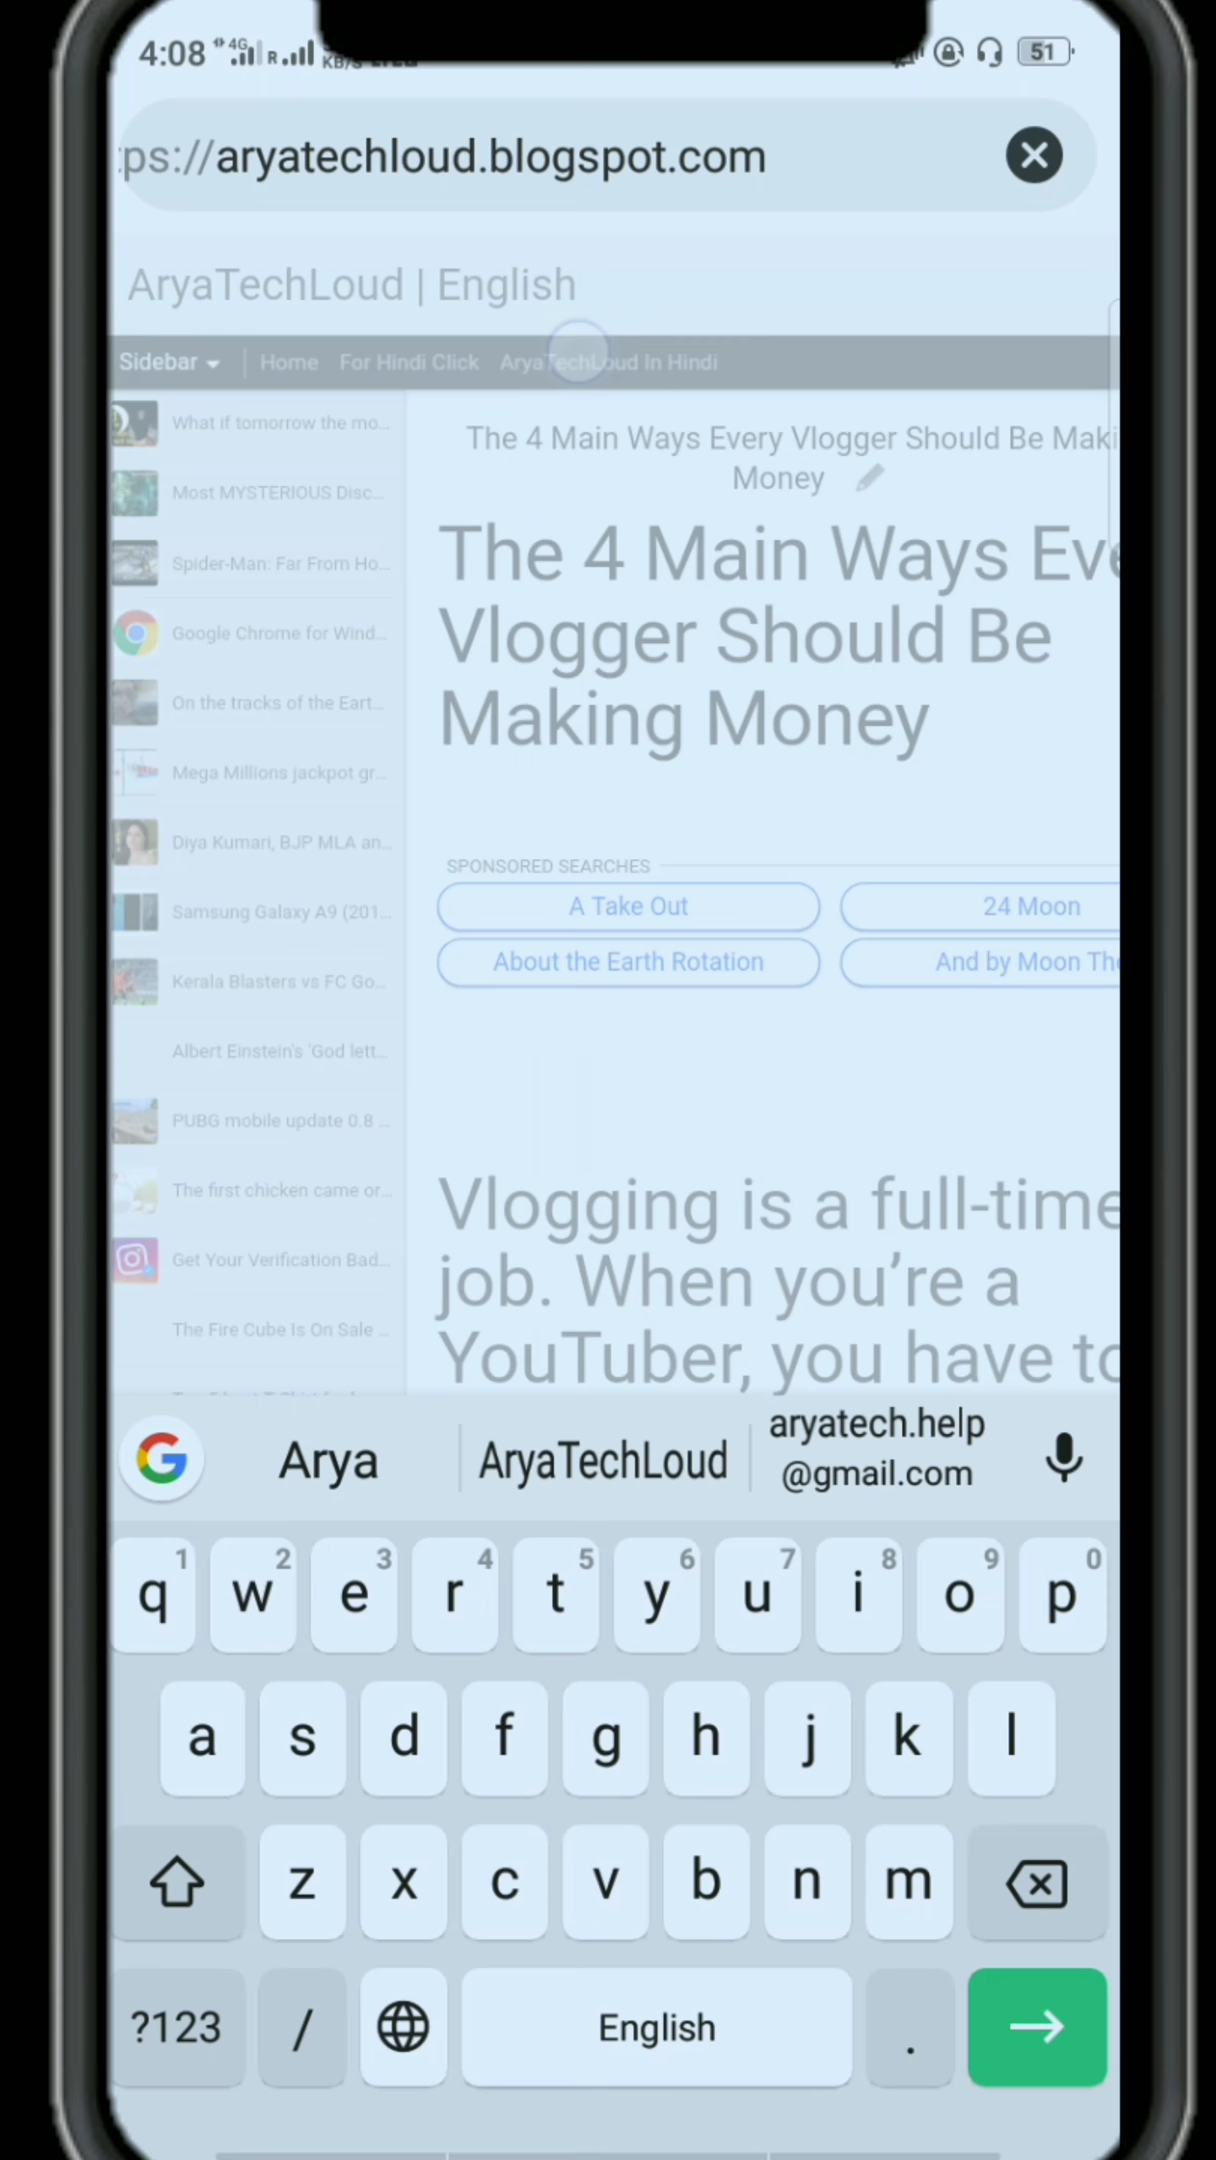 4:08 4G R 51
KB/S
ps://aryatechloud.blogspot.com
AryaTechLoud | English
Sidebar Home For Hindi Click AryaTechLoud In Hindi
What if tomorrow the mo...
Most MYSTERIOUS Disc...
Spider-Man: Far From Ho...
Google Chrome for Wind...
On the tracks of the Eart...
Mega Millions jackpot gr...
Diya Kumari, BJP MLA an...
Samsung Galaxy A9 (201...
Kerala Blasters vs FC Go...
Albert Einstein's 'God lett...
PUBG mobile update 0.8 ...
The first chicken came or...
Get Your Verification Bad...
The Fire Cube Is On Sale ...
The 4 Main Ways Every Vlogger Should Be Maki
Money
The 4 Main Ways Eve
Vlogger Should Be
Making Money
SPONSORED SEARCHES
A Take Out 24 Moon
About the Earth Rotation And by Moon The
Vlogging is a full-time
job. When you’re a
YouTuber, you have to
Arya AryaTechLoud aryatech.help
@gmail.com
1 2 3 4 5 6 7 8 9 0
q w e r t y u i o p
a s d f g h j k l
z x c v b n m
?123 / English .